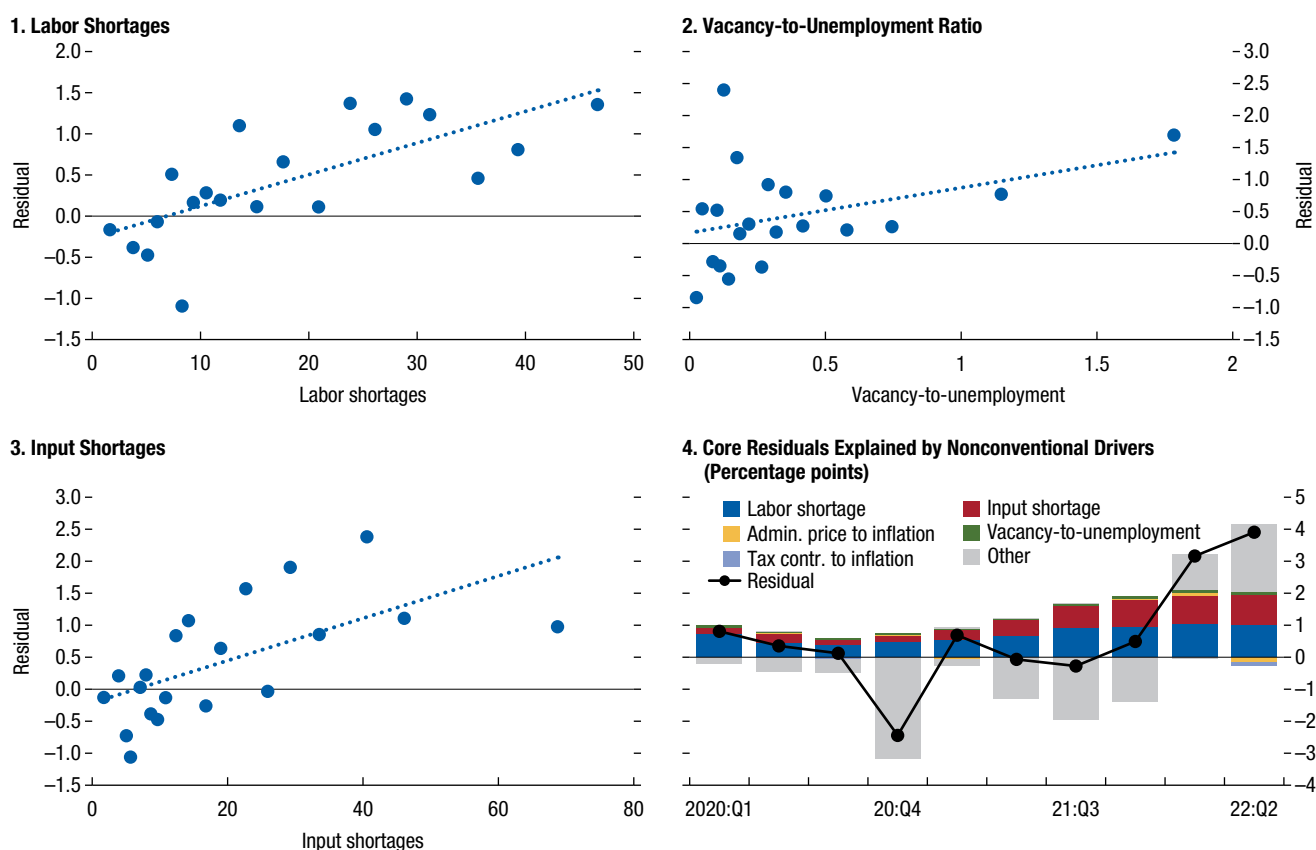 1. Labor Shortages
2.0
1.5
1.0
0.5
0.0
–0.5
–1.0
–1.5
Residual
0
10
20
30
40
50
Labor shortages
2. Vacancy-to-Unemployment Ratio
3.0
2.5
2.0
1.5
1.0
0.5
0.0
–0.5
–1.0
–1.5
Residual
0
0.5
1
1.5
2
Vacancy-to-unemployment
3. Input Shortages
3.0
2.5
2.0
1.5
1.0
0.5
0.0
–0.5
–1.0
–1.5
Residual
0
20
40
60
80
Input shortages
4. Core Residuals Explained by Nonconventional Drivers
(Percentage points)
Labor shortage
Input shortage
Admin. price to inflation
Vacancy-to-unemployment
Tax contr. to inflation
Other
Residual
5
4
3
2
1
0
–1
–2
–3
–4
2020:Q1
20:Q4
21:Q3
22:Q2